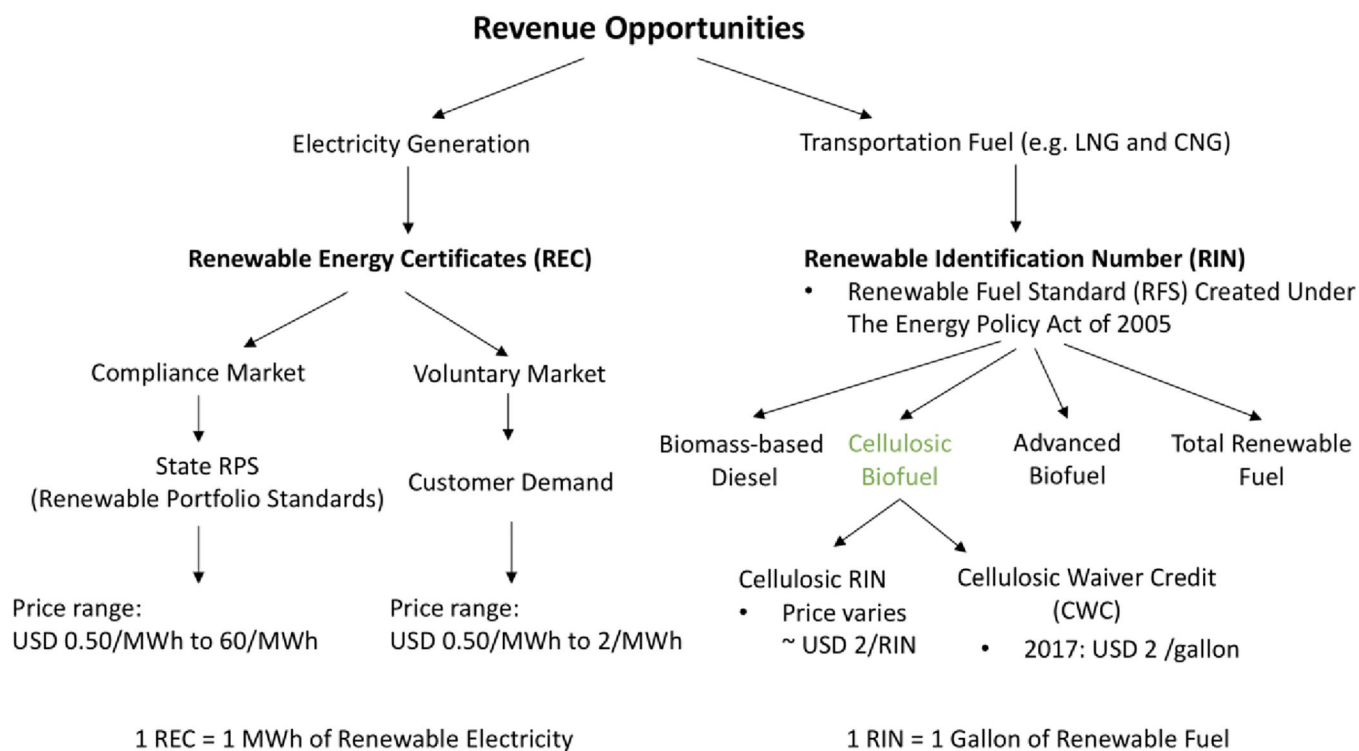 Revenue Opportunities
Electricity Generation
Transportation Fuel (e.g. LNG and CNG)
Renewable Energy Certificates (REC)
Renewable Identification Number (RIN)
• Renewable Fuel Standard (RFS) Created Under
The Energy Policy Act of 2005
Compliance Market
Voluntary Market
State RPS
(Renewable Portfolio Standards)
Customer Demand
Biomass-based
Diesel
Cellulosic
Biofuel
Advanced
Biofuel
Total Renewable
Fuel
Price range:
USD 0.50/MWh to 60/MWh
Price range:
USD 0.50/MWh to 2/MWh
Cellulosic RIN
• Price varies
~ USD 2/RIN
Cellulosic Waiver Credit
(CWC)
• 2017: USD 2 /gallon
1 REC = 1 MWh of Renewable Electricity
1 RIN = 1 Gallon of Renewable Fuel